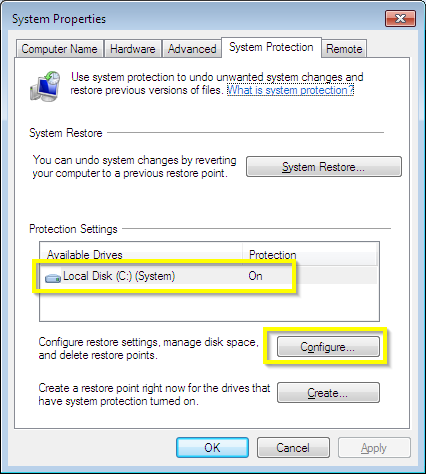 System Properties
Computer Name
Hardware
Advanced
System Protection
Remote
Use system protection to undo unwanted system changes and
restore previous versions of files. What is system protection?
System Restore
You can undo system changes by reverting
your computer to a previous restore point.
System Restore...
Protection Settings
Available Drives
Protection
Local Disk (C:) (System)
On
Configure restore settings, manage disk space,
and delete restore points.
Configure...
Create a restore point right now for the drives that
have system protection turned on.
Create...
OK
Cancel
Apply